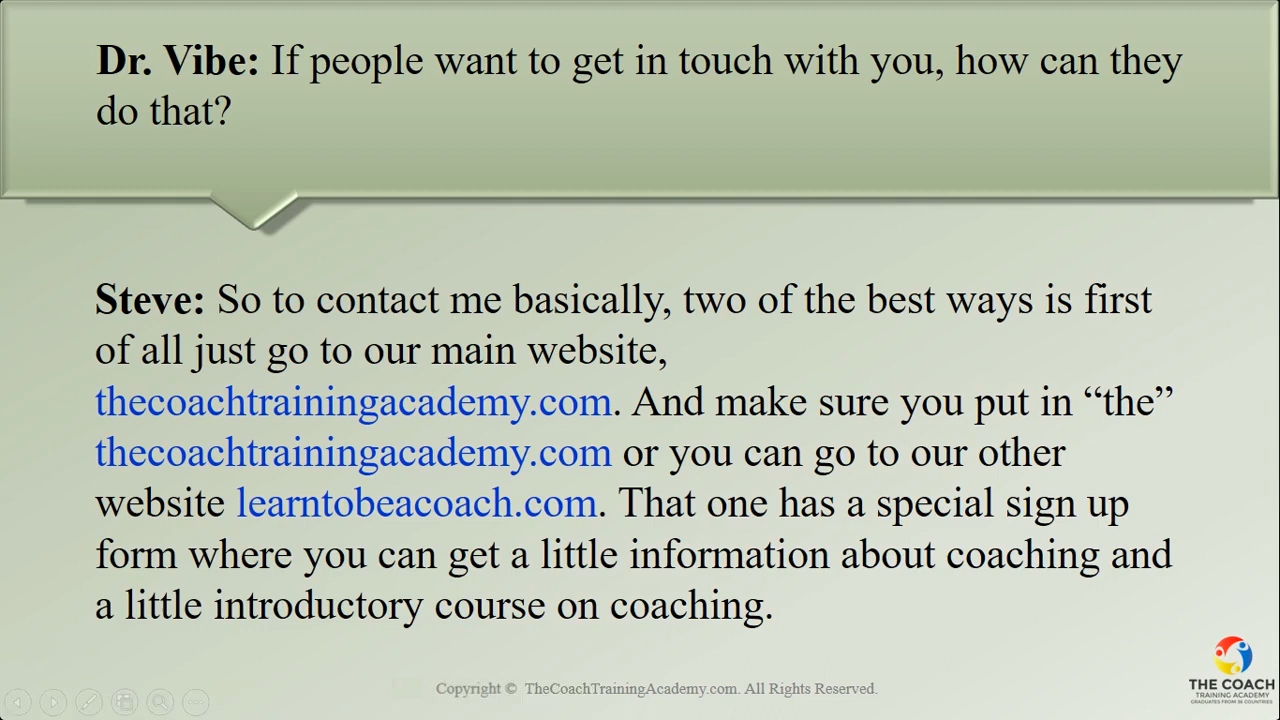 Dr. Vibe: If people want to get in touch with you, how can they
do that?
Steve: So to contact me basically, two of the best ways is first
of all just go to our main website,
thecoachtrainingacademy.com. And make sure you put in “the”
thecoachtrainingacademy.com or you can go to our other
website learntobeacoach.com. That one has a special sign up
form where you can get a little information about coaching and
a little introductory course on coaching.
Copyright © TheCoachTrainingAcademy.com. All Rights Reserved.
THE COACH
TRAINING ACADEMY
GRADUATES FROM 36 COUNTRIES